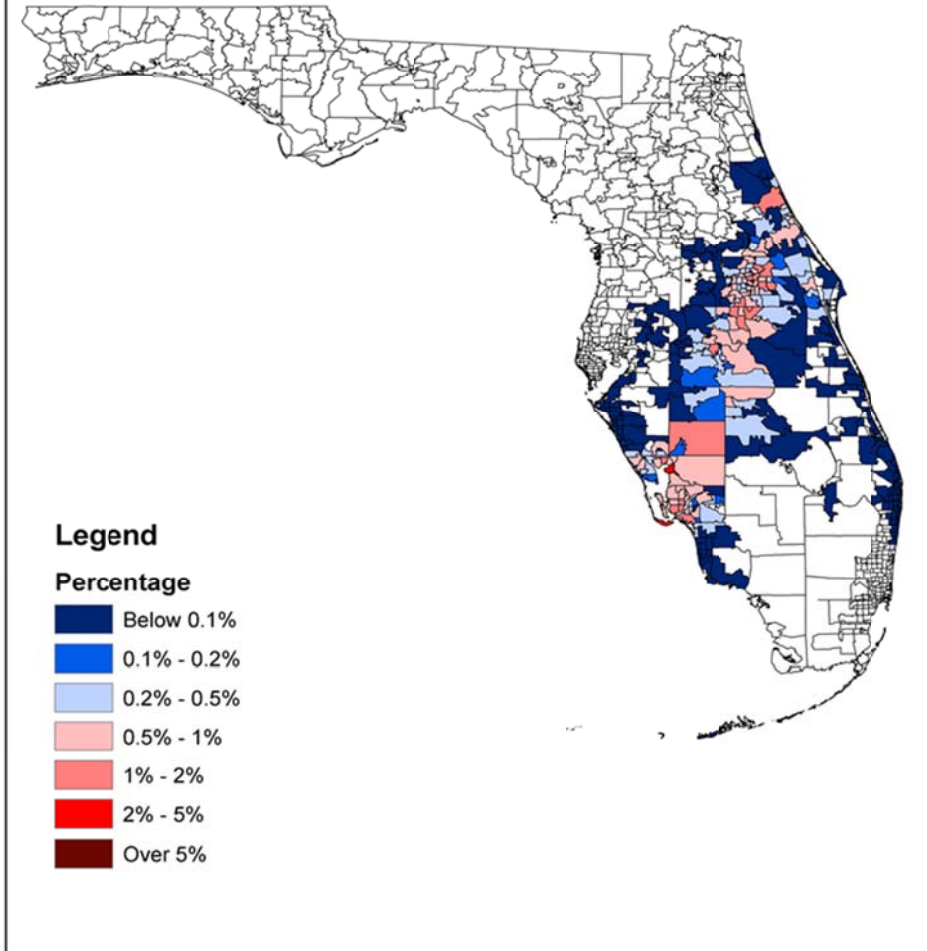 Legend
Percentage
Below 0.1%
0.1% - 0.2%
0.2% - 0.5%
0.5% - 1%
1% - 2%
2% - 5%
Over 5%